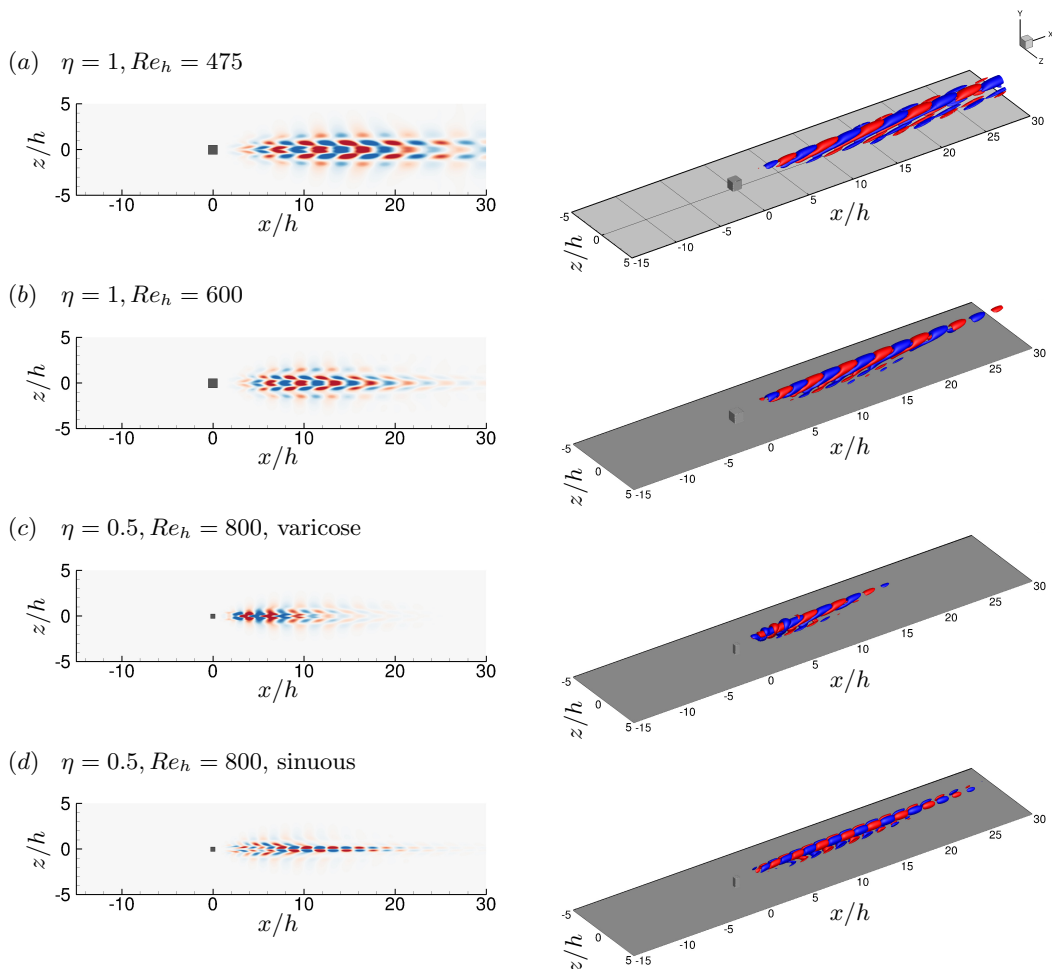 (a) η = 1, Re_h = 475
5
0
-5
z/h
-10 0 10 20 30
x/h
Y
X
Z
-5
0
5
z/h
-15 -10 -5 0 5 10 15 20 25 30
x/h
(b) η = 1, Re_h = 600
5
0
-5
z/h
-10 0 10 20 30
x/h
-5
0
5
z/h
-15 -10 -5 0 5 10 15 20 25 30
x/h
(c) η = 0.5, Re_h = 800, varicose
5
0
-5
z/h
-10 0 10 20 30
x/h
-5
0
5
z/h
-15 -10 -5 0 5 10 15 20 25 30
x/h
(d) η = 0.5, Re_h = 800, sinuous
5
0
-5
z/h
-10 0 10 20 30
x/h
-5
0
5
z/h
-15 -10 -5 0 5 10 15 20 25 30
x/h